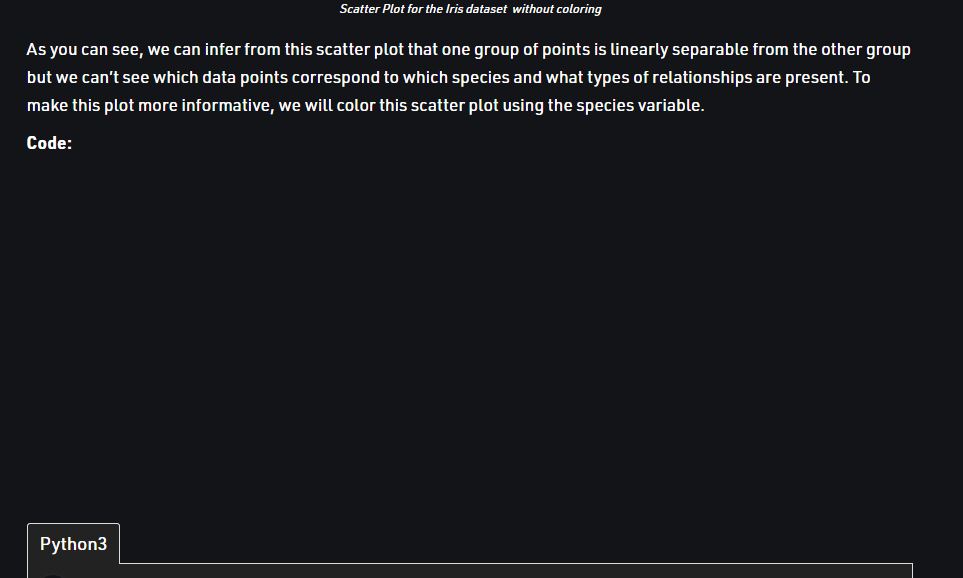 Scatter Plot for the Iris dataset  without coloring
As you can see, we can infer from this scatter plot that one group of points is linearly separable from the other group
but we can’t see which data points correspond to which species and what types of relationships are present. To
make this plot more informative, we will color this scatter plot using the species variable.
Code:
Python3